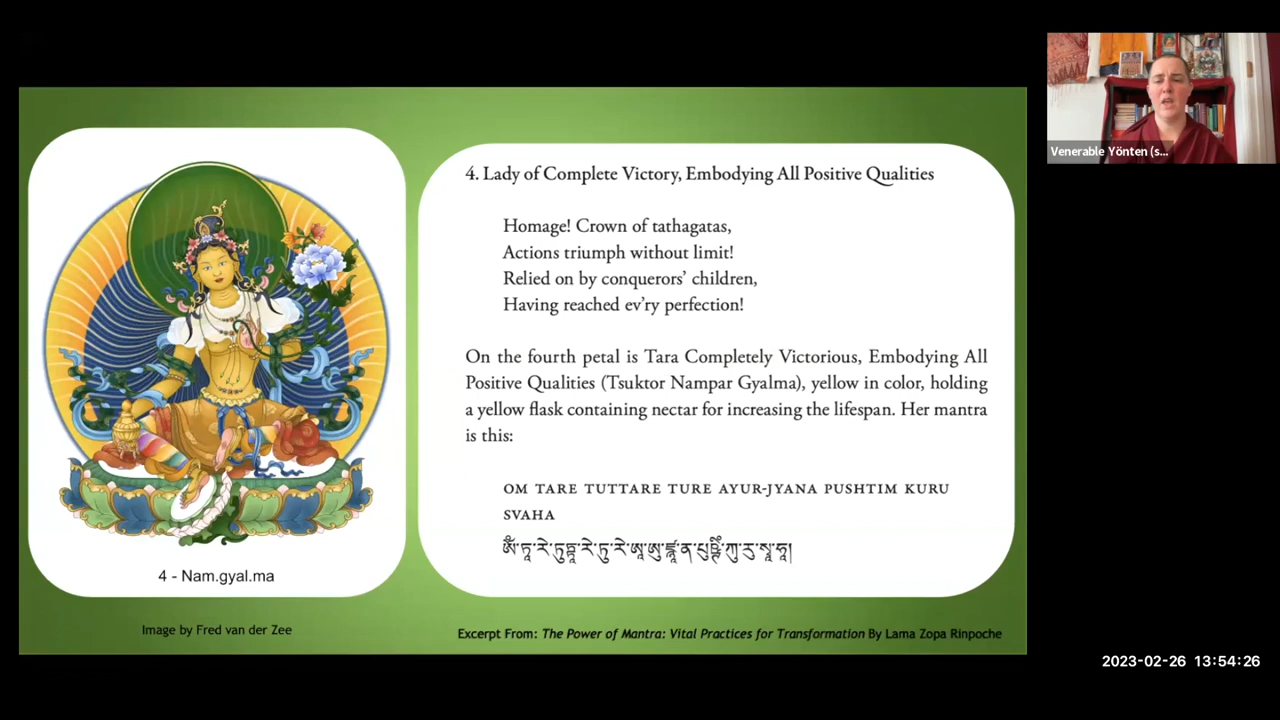 4. Lady of Complete Victory, Embodying All Positive Qualities
Homage! Crown of tathagatas,
Actions triumph without limit!
Relied on by conquerors’ children,
Having reached ev’ry perfection!
On the fourth petal is Tara Completely Victorious, Embodying All
Positive Qualities (Tsuktor Nampar Gyalma), yellow in color, holding
a yellow flask containing nectar for increasing the lifespan. Her mantra
is this:
OM TARE TUTTARE TURE AYUR-JYANA PUSHTIM KURU
SVAHA
4 - Nam.gyal.ma
Image by Fred van der Zee
Excerpt From: The Power of Mantra: Vital Practices for Transformation By Lama Zopa Rinpoche
Venerable Yönten (s...
2023-02-26 13:54:26